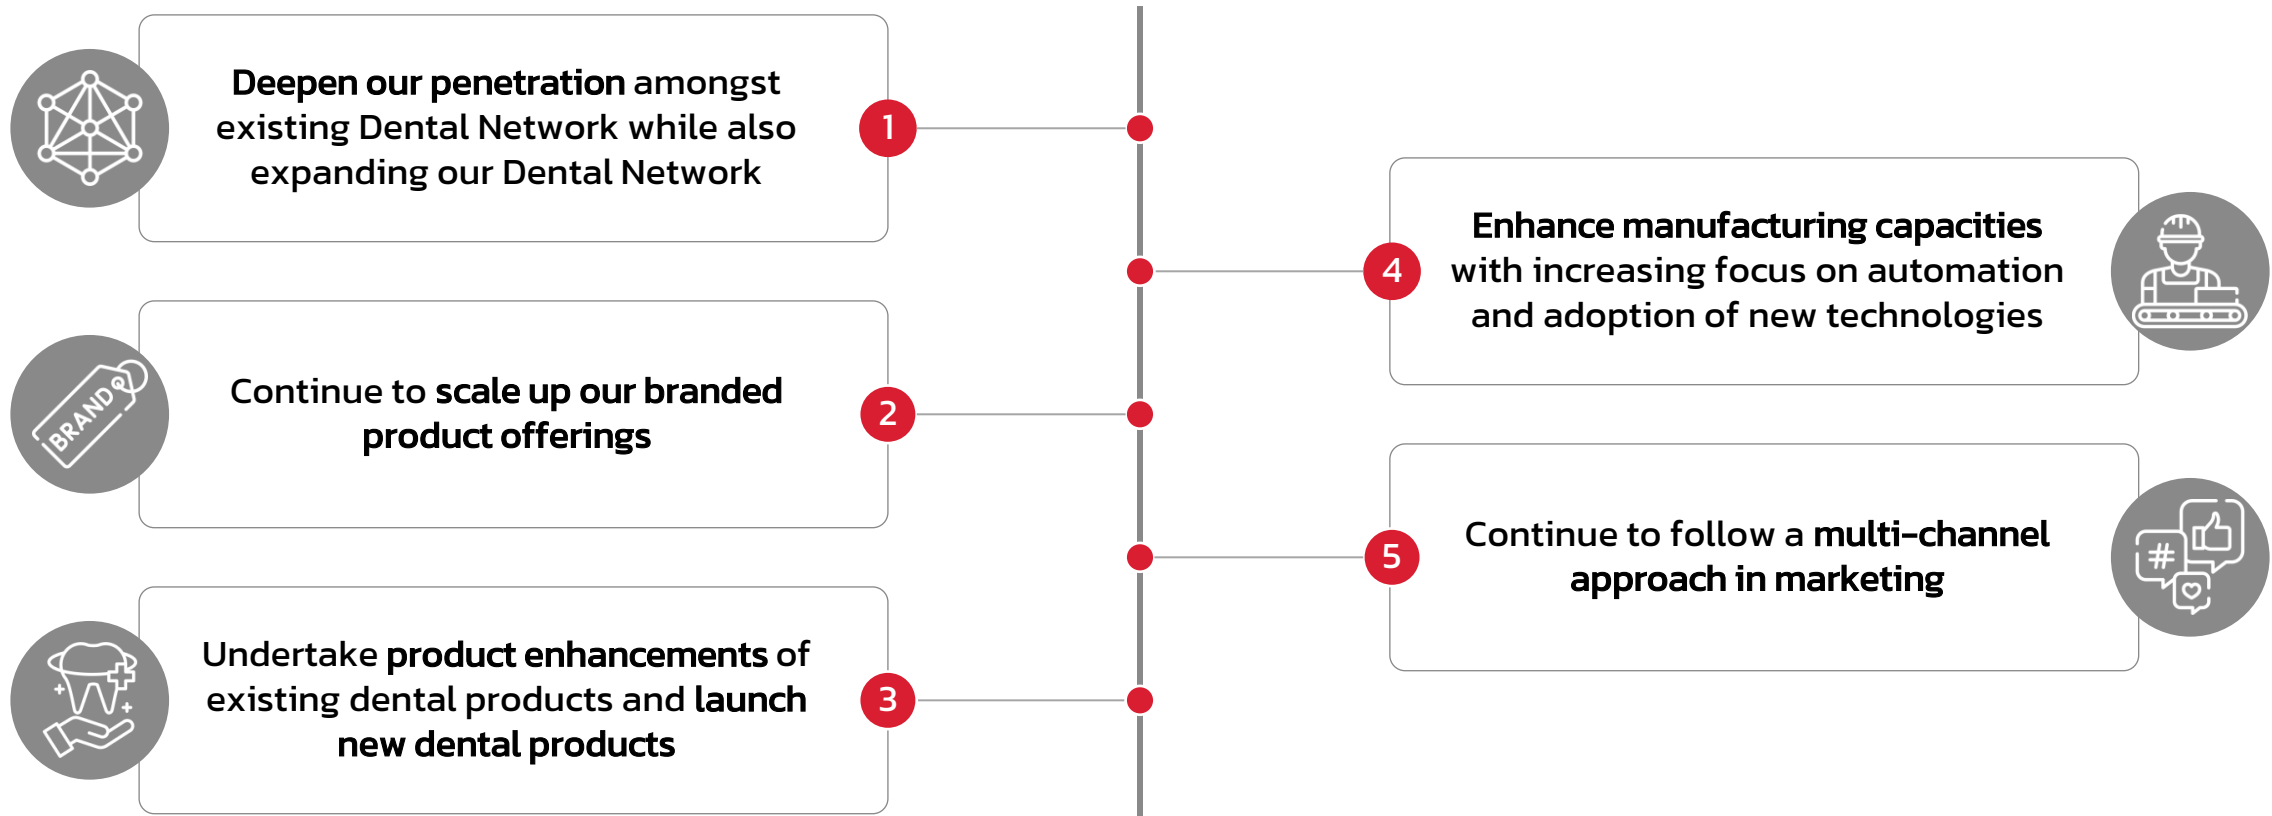 Deepen our penetration amongst
existing Dental Network while also
expanding our Dental Network
1
BRAND
Continue to scale up our branded
product offerings
2
Undertake product enhancements of
existing dental products and launch
new dental products
3
4
Enhance manufacturing capacities
with increasing focus on automation
and adoption of new technologies
5
Continue to follow a multi-channel
approach in marketing
#